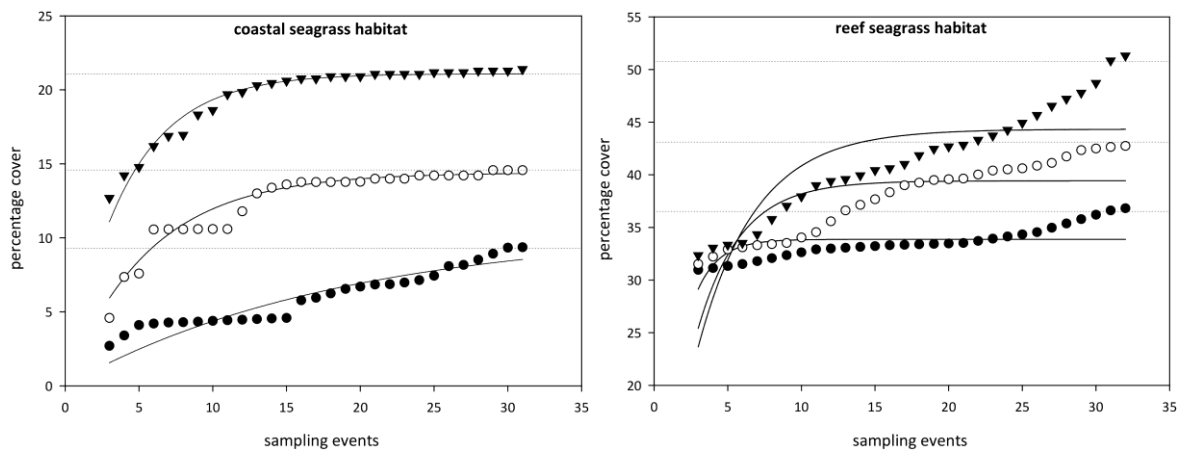 coastal seagrass habitat
percentage cover
25
20
15
10
5
0
0 5 10 15 20 25 30 35
sampling events
reef seagrass habitat
percentage cover
55
50
45
40
35
30
25
20
0 5 10 15 20 25 30 35
sampling events